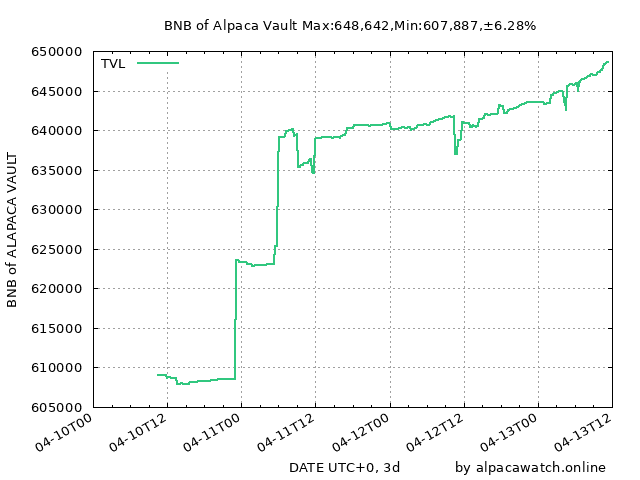 BNB of Alpaca Vault Max:648,642,Min:607,887,±6.28%
TVL
BNB of ALAPACA VAULT
650000
645000
640000
635000
630000
625000
620000
615000
610000
605000
04-10T00
04-10T12
04-11T00
04-11T12
04-12T00
04-12T12
04-13T00
04-13T12
DATE UTC+0, 3d
by alpacawatch.online